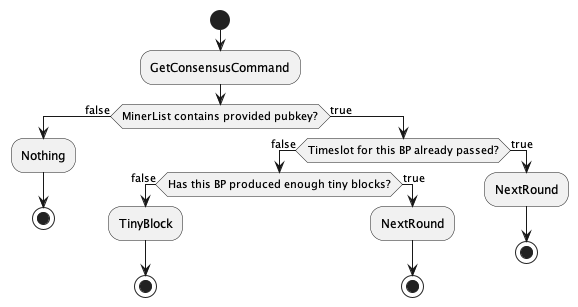 GetConsensusCommand
false
MinerList contains provided pubkey?
true
Nothing
false
Timeslot for this BP already passed?
true
false
Has this BP produced enough tiny blocks?
true
NextRound
TinyBlock
NextRound